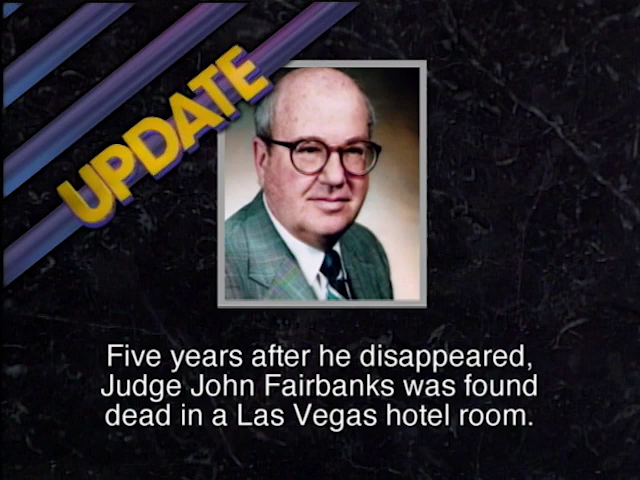 UPDATE
Five years after he disappeared,
Judge John Fairbanks was found
dead in a Las Vegas hotel room.